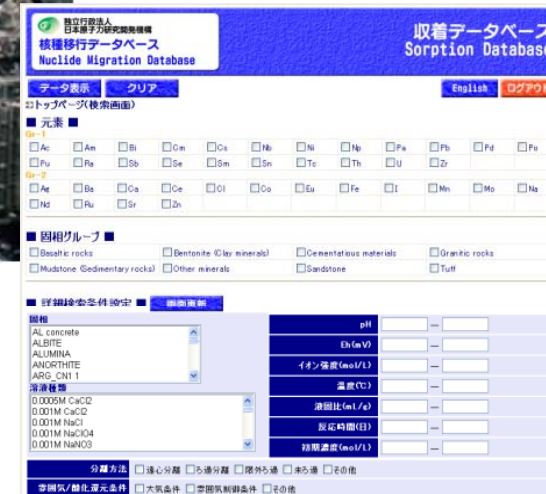 独立行政法人
日本原子力研究開発機構
核種移行データベース
Nuclide Migration Database
収着データベース
Sorption Database
データ表示 クリア English ログアウ
トップページ(検索画面)
■ 元素 ■
Gr-1
Ac Am Bi Cm Cs Nb Ni Np Pa Pb Pd Po
Pu Ra Sb Se Sm Sn Tc Th U Zr
Gr-2
Ag Ba Ca Ce Cl Co Eu Fe I Mn Mo Na
Nd Ru Sr Zn
■ 固相グループ ■
Basaltic rocks Bentonite (Clay minerals) Cementatious materials Granitic rocks
Mudstone (Sedimentary rocks) Other minerals Sandstone Tuff
■ 詳細検索条件設定 ■ 画面更新
固相
AL concrete
ALBITE
ALUMINA
ANORTHITE
ARG_CN1 1
溶液種類
0.0005M CaCl2
0.001M CaCl2
0.001M NaCl
0.001M NaClO4
0.001M NaNO3
pH –
Eh(mV) –
イオン強度(mol/L) –
温度(℃) –
液固比(mL/g) –
反応時間(日) –
初期濃度(mol/L) –
分離方法 遠心分離 ろ過分離 限外ろ過 未ろ過 その他
雰囲気/酸化還元条件 大気条件 雰囲気制御条件 その他